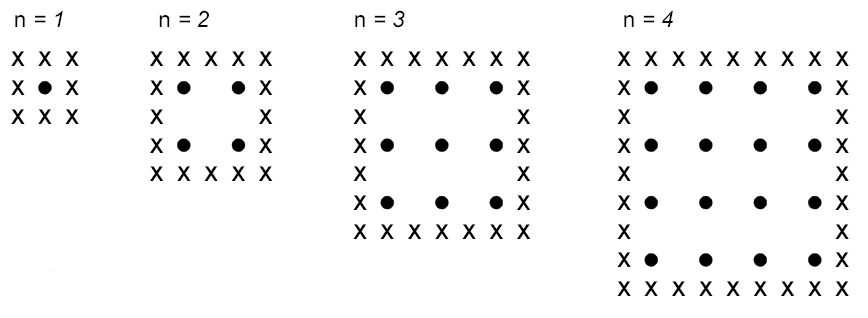 n = 1 n = 2 n = 3 n = 4
X X X X X X X X X X X X X X X X X X X X X X X X
X ● X X ● ● X X ● ● ● X X ● ● ● ● X
X X X X X X X X X
X ● ● X X ● ● ● X X ● ● ● ● X
X X X X X X X X X
X ● ● ● X X ● ● ● ● X
X X X X X X X X X
X ● ● ● ● X
X X X X X X X X X